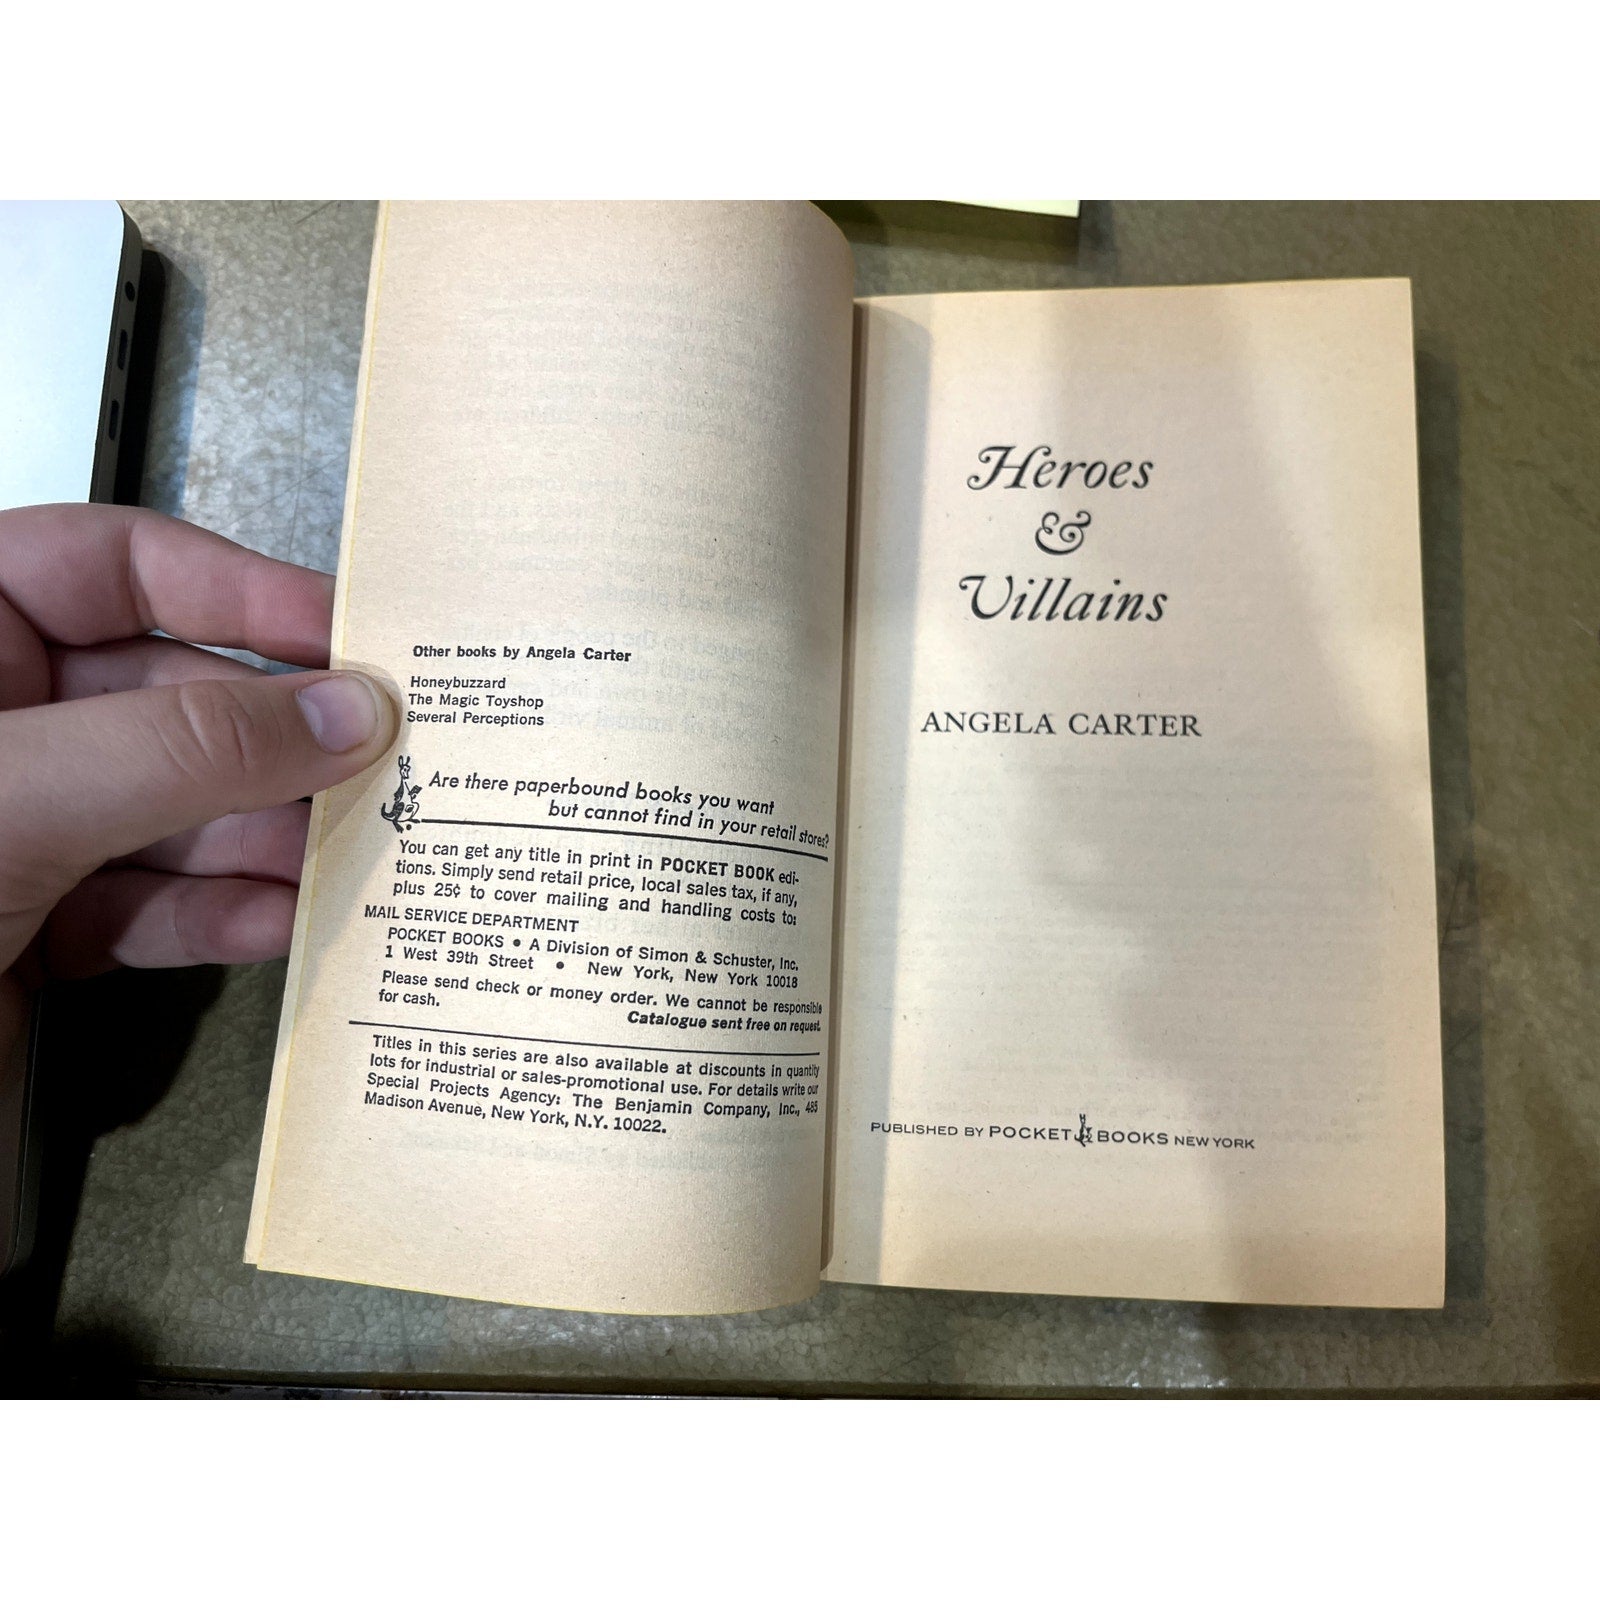 Other books by Angela Carter
Honeybuzzard
The Magic Toyshop
Several Perceptions
Are there paperbound books you want
but cannot find in your retail stores?
You can get any title in print in POCKET BOOK edi-
tions. Simply send retail price, local sales tax, if any,
plus 25¢ to cover mailing and handling costs to:
MAIL SERVICE DEPARTMENT
POCKET BOOKS • A Division of Simon & Schuster, Inc.
1 West 39th Street • New York, New York 10018
Please send check or money order. We cannot be responsible
for cash.
Catalogue sent free on request.
Titles in this series are also available at discounts in quantity
lots for industrial or sales-promotional use. For details write our
Special Projects Agency: The Benjamin Company, Inc., 485
Madison Avenue, New York, N.Y. 10022.
Heroes
&
Villains
ANGELA CARTER
PUBLISHED BY POCKET BOOKS NEW YORK